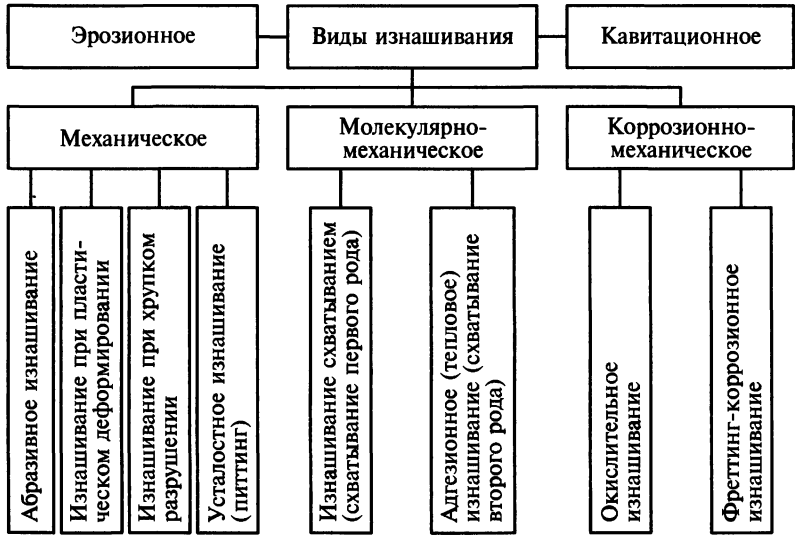 Эрозионное
Виды изнашивания
Кавитационное
Механическое
Молекулярно-
механическое
Коррозионно-
механическое
Абразивное изнашивание
Изнашивание при пласти-
ческом деформировании
Изнашивание при хрупком
разрушении
Усталостное изнашивание
(питтинг)
Изнашивание схватыванием
(схватывание первого рода)
Адгезионное (тепловое)
изнашивание (схватывание
второго рода)
Окислительное
изнашивание
Фреттинг-коррозионное
изнашивание